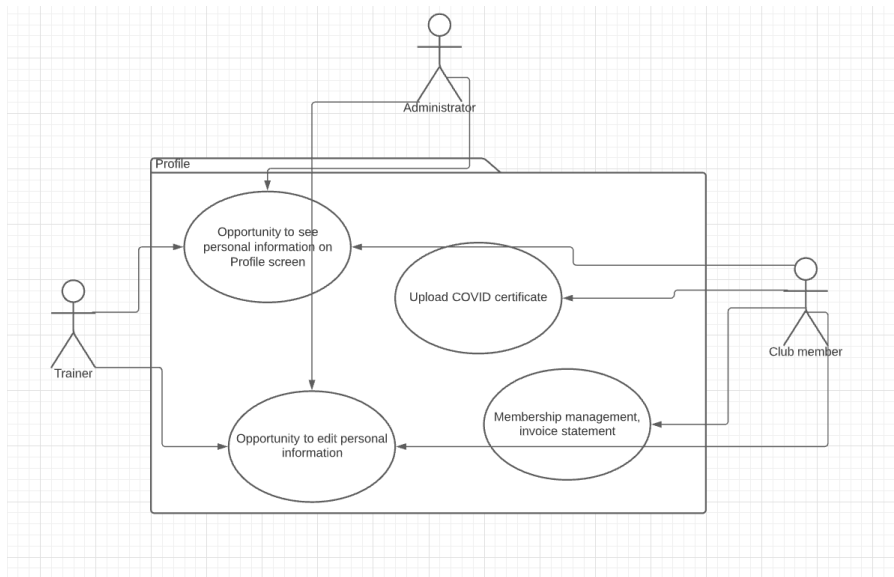 Administrator
Profile
Opportunity to see
personal information on
Profile screen
Upload COVID certificate
Club member
Trainer
Membership management,
invoice statement
Opportunity to edit personal
information